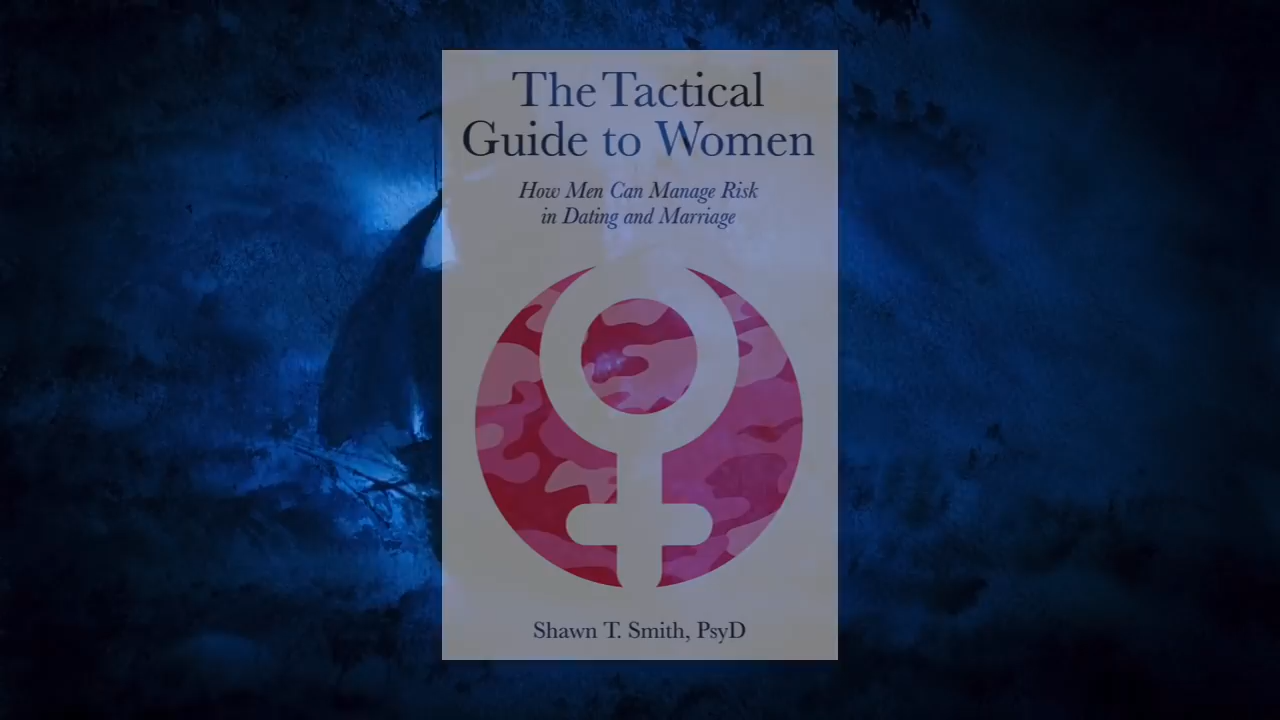 The Tactical
Guide to Women
How Men Can Manage Risk
in Dating and Marriage
Shawn T. Smith, PsyD